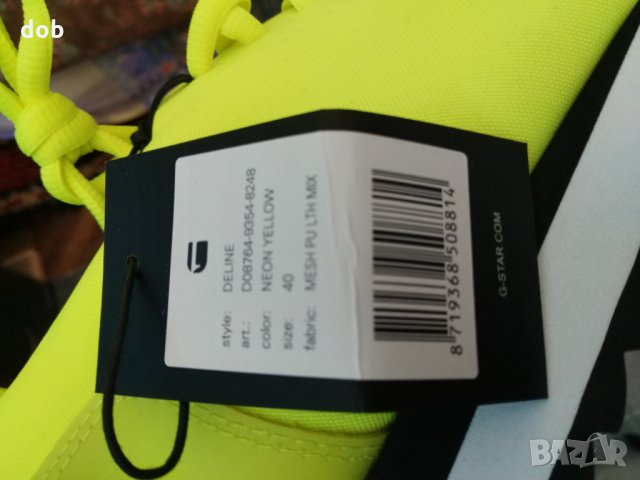 dob
style: DELINE
art.: D08764-9354-8248
color: NEON YELLOW
size: 40
fabric: MESH PU LTH MIX
8 719368 508814
G-STAR.COM
BAZAR